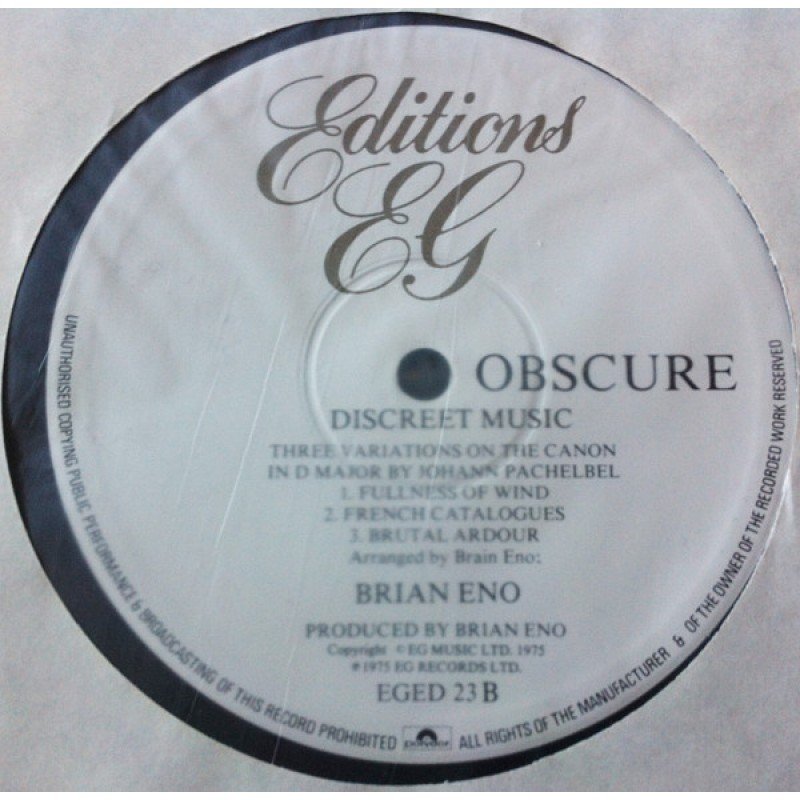 Editions
EG
OBSCURE
DISCREET MUSIC
THREE VARIATIONS ON THE CANON
IN D MAJOR BY JOHANN PACHELBEL
1. FULLNESS OF WIND
2. FRENCH CATALOGUES
3. BRUTAL ARDOUR
Arranged by Brain Eno:
BRIAN ENO
PRODUCED BY BRIAN ENO
Copyright © EG MUSIC LTD. 1975
℗ 1975 EG RECORDS LTD.
EGED 23 B
UNAUTHORISED COPYING PUBLIC PERFORMANCE & BROADCASTING OF THIS RECORD PROHIBITED
polydor
ALL RIGHTS OF THE MANUFACTURER & OF THE OWNER OF THE RECORDED WORK RESERVED